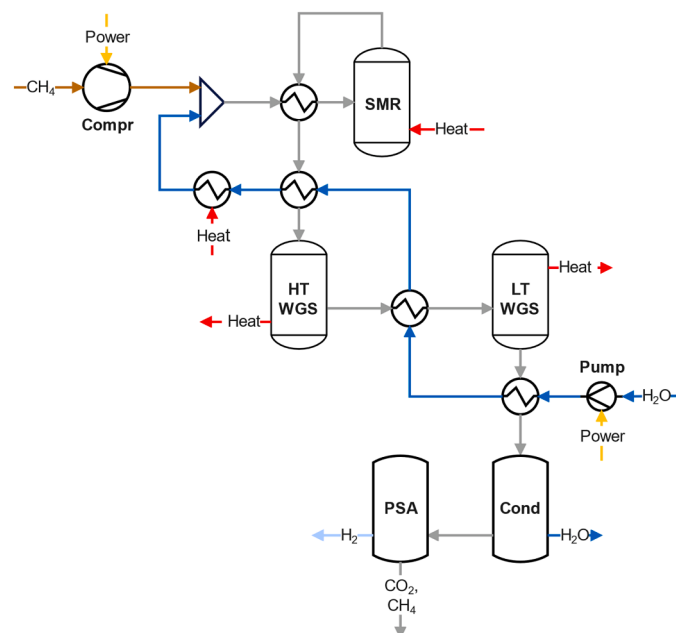 Power
CH₄
Compr
SMR
Heat
Heat
HT
WGS
Heat
LT
WGS
Heat
Pump
H₂O
Power
PSA
Cond
H₂
H₂O
CO₂,
CH₄